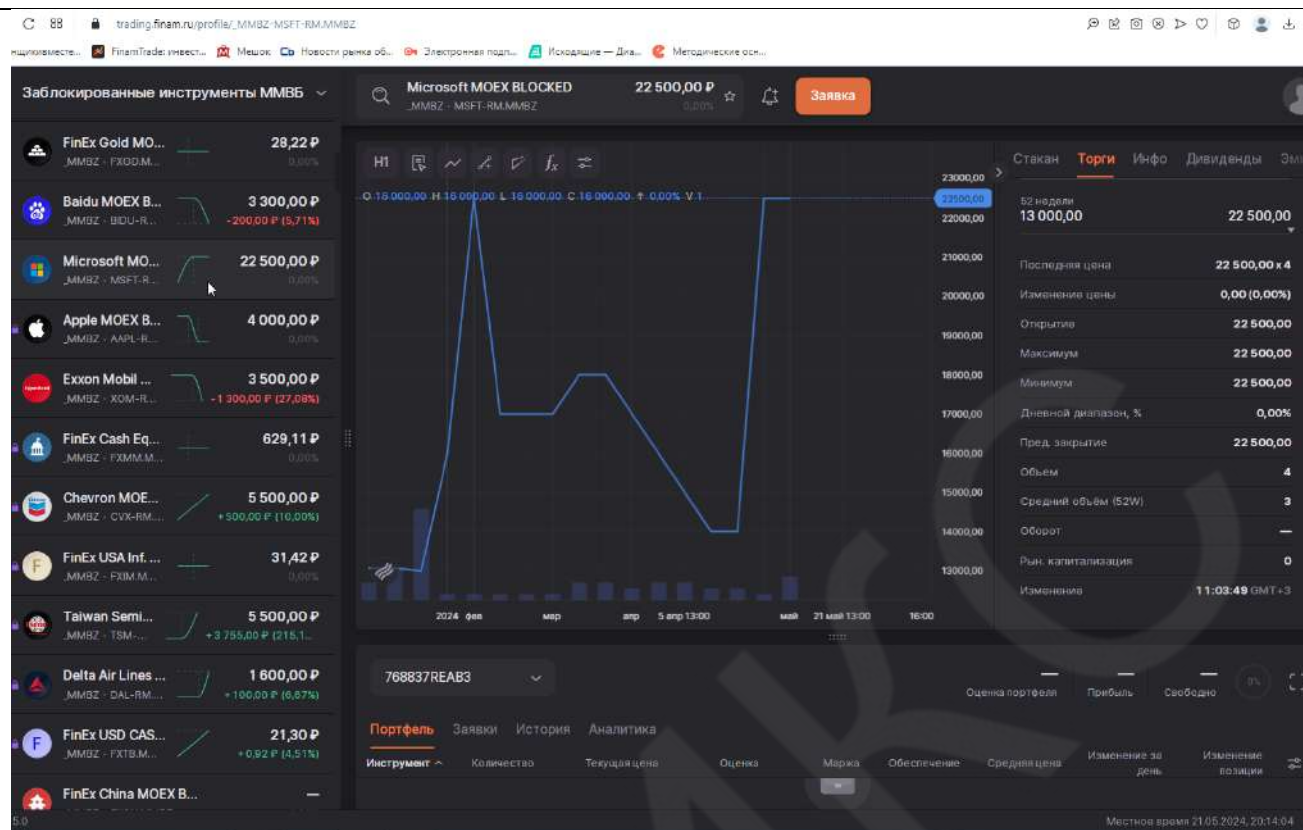 trading.finam.ru/profile/_MMBZ-MSFT-RM.MMBZ
FinamTrade: инвест... Мешок Новости рынка об... Электронная подп... Исходящие — Диа... Методические осн...
Заблокированные инструменты ММВБ
Microsoft MOEX BLOCKED 22 500,00 ₽
_MMBZ - MSFT-RM.MMBZ 0,00%
Заявка
FinEx Gold MO... 28,22 ₽
_MMBZ - FXGD.M... 0,00%
Baidu MOEX B... 3 300,00 ₽
_MMBZ - BIDU-R... -200,00 ₽ (5,71%)
Microsoft MO... 22 500,00 ₽
_MMBZ - MSFT-R... 0,00%
Apple MOEX B... 4 000,00 ₽
_MMBZ - AAPL-R... 0,00%
Exxon Mobil ... 3 500,00 ₽
_MMBZ - XOM-R... -1 300,00 ₽ (27,08%)
FinEx Cash Eq... 629,11 ₽
_MMBZ - FXMM.M... 0,00%
Chevron MOE... 5 500,00 ₽
_MMBZ - CVX-RM.... +500,00 ₽ (10,00%)
FinEx USA Inf. ... 31,42 ₽
_MMBZ - FXIM.M... 0,00%
Taiwan Semi... 5 500,00 ₽
_MMBZ - TSM-... +3 755,00 ₽ (215,1...
Delta Air Lines ... 1 600,00 ₽
_MMBZ - DAL-RM.... +100,00 ₽ (6,67%)
FinEx USD CAS... 21,30 ₽
_MMBZ - FXTB.M... +0,92 ₽ (4,51%)
FinEx China MOEX B... —
5.0
H1
O 16 000,00 H 16 000,00 L 16 000,00 C 16 000,00 0,00% V 1
23000,00
22500,00
22000,00
21000,00
20000,00
19000,00
18000,00
17000,00
16000,00
15000,00
14000,00
13000,00
2024 фев мар апр 5 апр 13:00 май 21 май 13:00 16:00
Стакан Торги Инфо Дивиденды
52 недели
13 000,00 22 500,00
Последняя цена 22 500,00 x 4
Изменение цены 0,00 (0,00%)
Открытие 22 500,00
Максимум 22 500,00
Минимум 22 500,00
Дневной диапазон, % 0,00%
Пред. закрытие 22 500,00
Объем 4
Средний объём (52W) 3
Оборот —
Рын. капитализация 0
Изменение 11:03:49 GMT+3
768837REAB3
Оценка портфеля Прибыль Свободно 0%
Портфель Заявки История Аналитика
Инструмент Количество Текущая цена Оценка Маржа Обеспечение Средняя цена Изменение за день Изменение позиции
Местное время 21.05.2024, 20:14:04